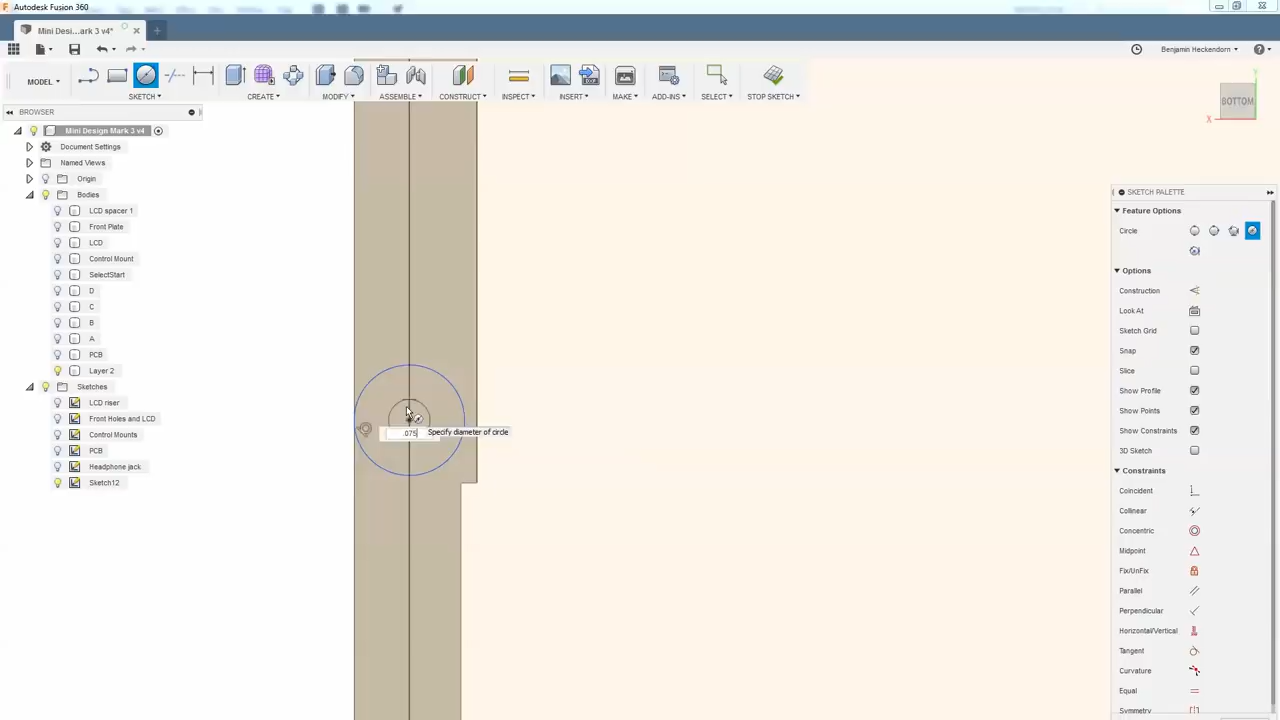 Autodesk Fusion 360
Mini Desi...ark 3 v4*
Benjamin Heckendorn
MODEL
SKETCH
CREATE
MODIFY
ASSEMBLE
CONSTRUCT
INSPECT
INSERT
MAKE
ADD-INS
SELECT
STOP SKETCH
BROWSER
Mini Design Mark 3 v4
Document Settings
Named Views
Origin
Bodies
LCD spacer 1
Front Plate
LCD
Control Mount
SelectStart
D
C
B
A
PCB
Layer 2
Sketches
LCD riser
Front Holes and LCD
Control Mounts
PCB
Headphone jack
Sketch12
.075
Specify diameter of circle
Y
BOTTOM
X
SKETCH PALETTE
Feature Options
Circle
Options
Construction
Look At
Sketch Grid
Snap
Slice
Show Profile
Show Points
Show Constraints
3D Sketch
Constraints
Coincident
Collinear
Concentric
Midpoint
Fix/UnFix
Parallel
Perpendicular
Horizontal/Vertical
Tangent
Curvature
Equal
Symmetry